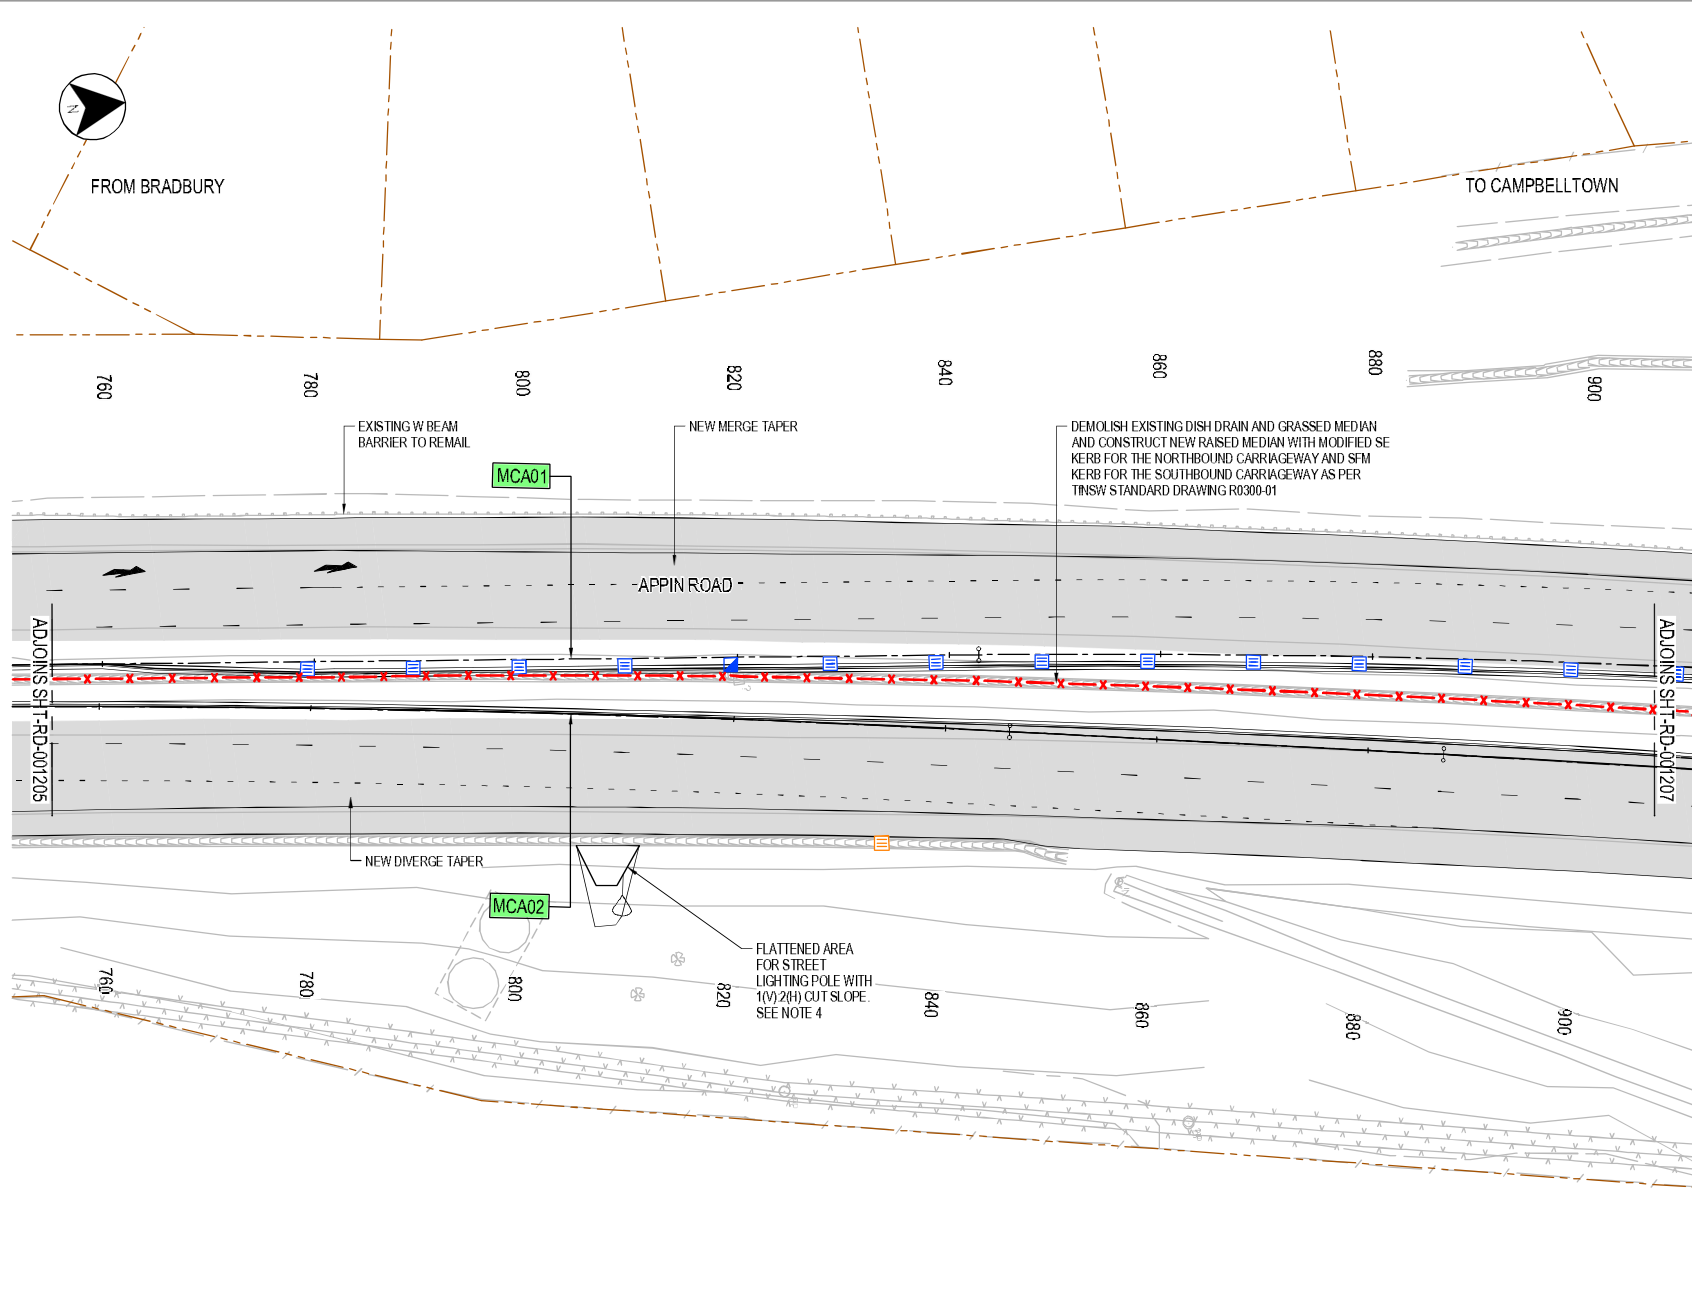 N
FROM BRADBURY
TO CAMPBELLTOWN
760
780
800
820
840
860
880
900
EXISTING W BEAM
BARRIER TO REMAIL
NEW MERGE TAPER
DEMOLISH EXISTING DISH DRAIN AND GRASSED MEDIAN
AND CONSTRUCT NEW RAISED MEDIAN WITH MODIFIED SE
KERB FOR THE NORTHBOUND CARRIAGEWAY AND SFM
KERB FOR THE SOUTHBOUND CARRIAGEWAY AS PER
TfNSW STANDARD DRAWING R0300-01
MCA01
APPIN ROAD
ADJOINS SHT-RD-001205
ADJOINS SHT-RD-001207
NEW DIVERGE TAPER
MCA02
FLATTENED AREA
FOR STREET
LIGHTING POLE WITH
1(V):2(H) CUT SLOPE.
SEE NOTE 4
760
780
800
820
840
860
880
900